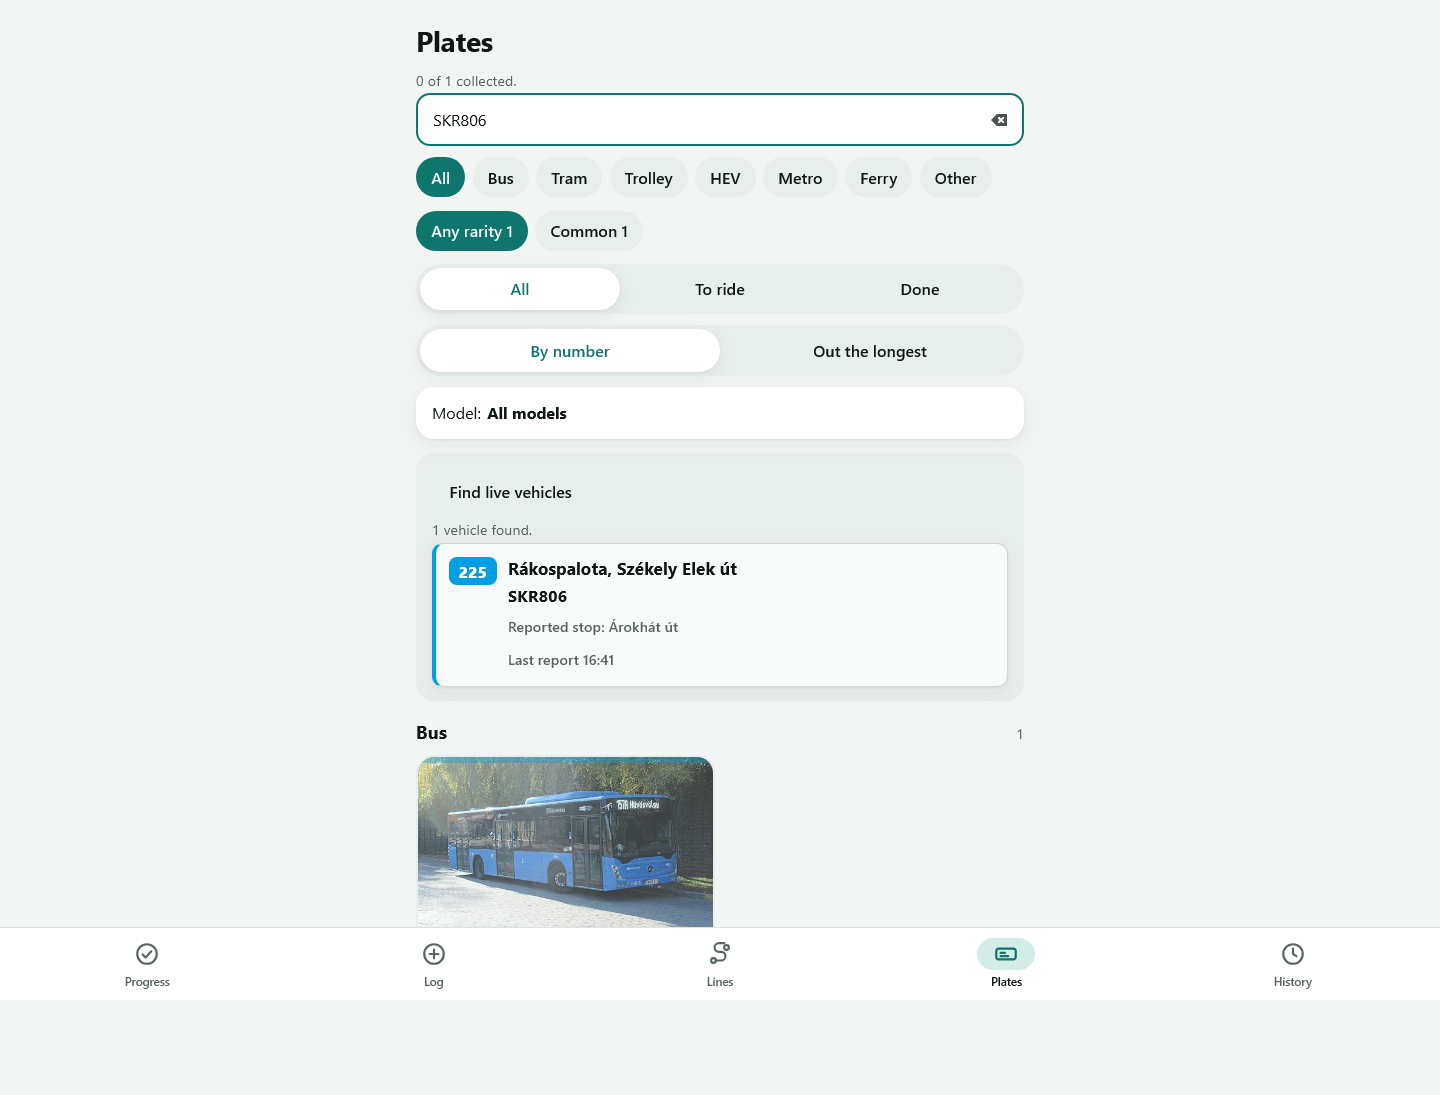 Plates
0 of 1 collected.
SKR806
All Bus Tram Trolley HEV Metro Ferry Other
Any rarity 1 Common 1
All To ride Done
By number Out the longest
Model: All models
Find live vehicles
1 vehicle found.
225 Rákospalota, Székely Elek út
SKR806
Reported stop: Árokhát út
Last report 16:41
Bus 1
Progress Log Lines Plates History